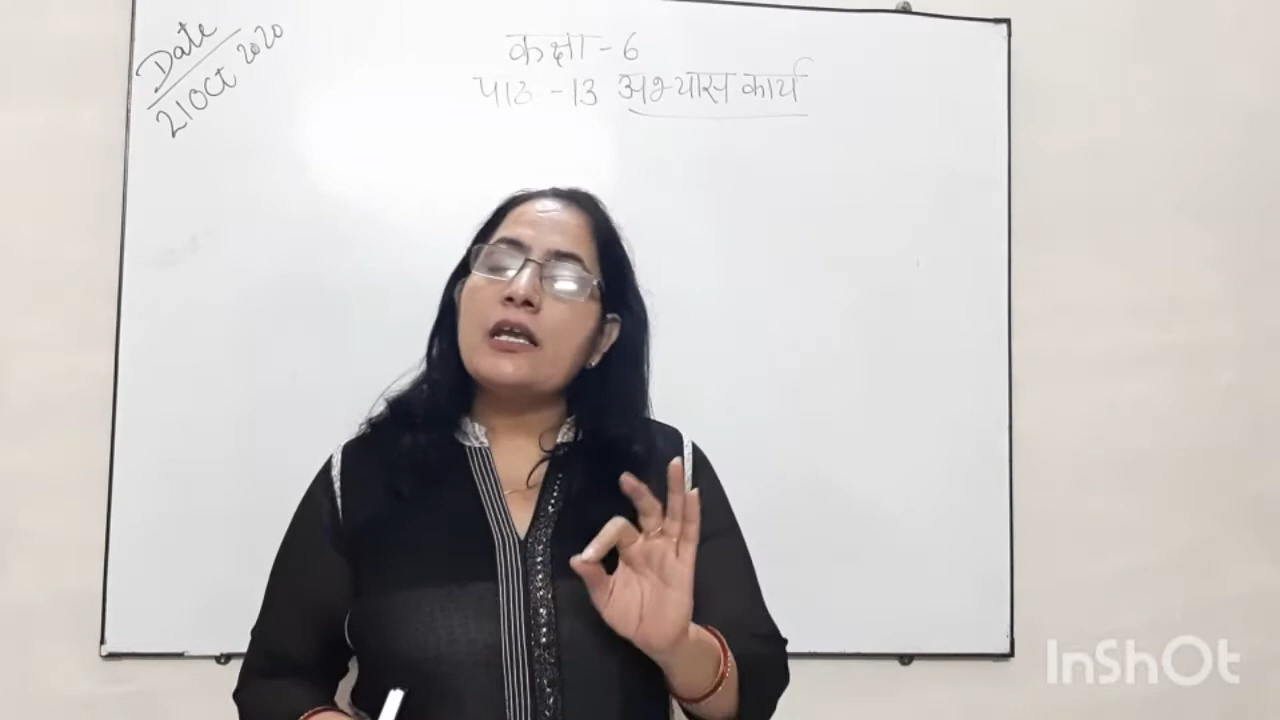 Date
21 Oct 2020
कक्षा - 6
पाठ - 13 अभ्यास कार्य
InShOt